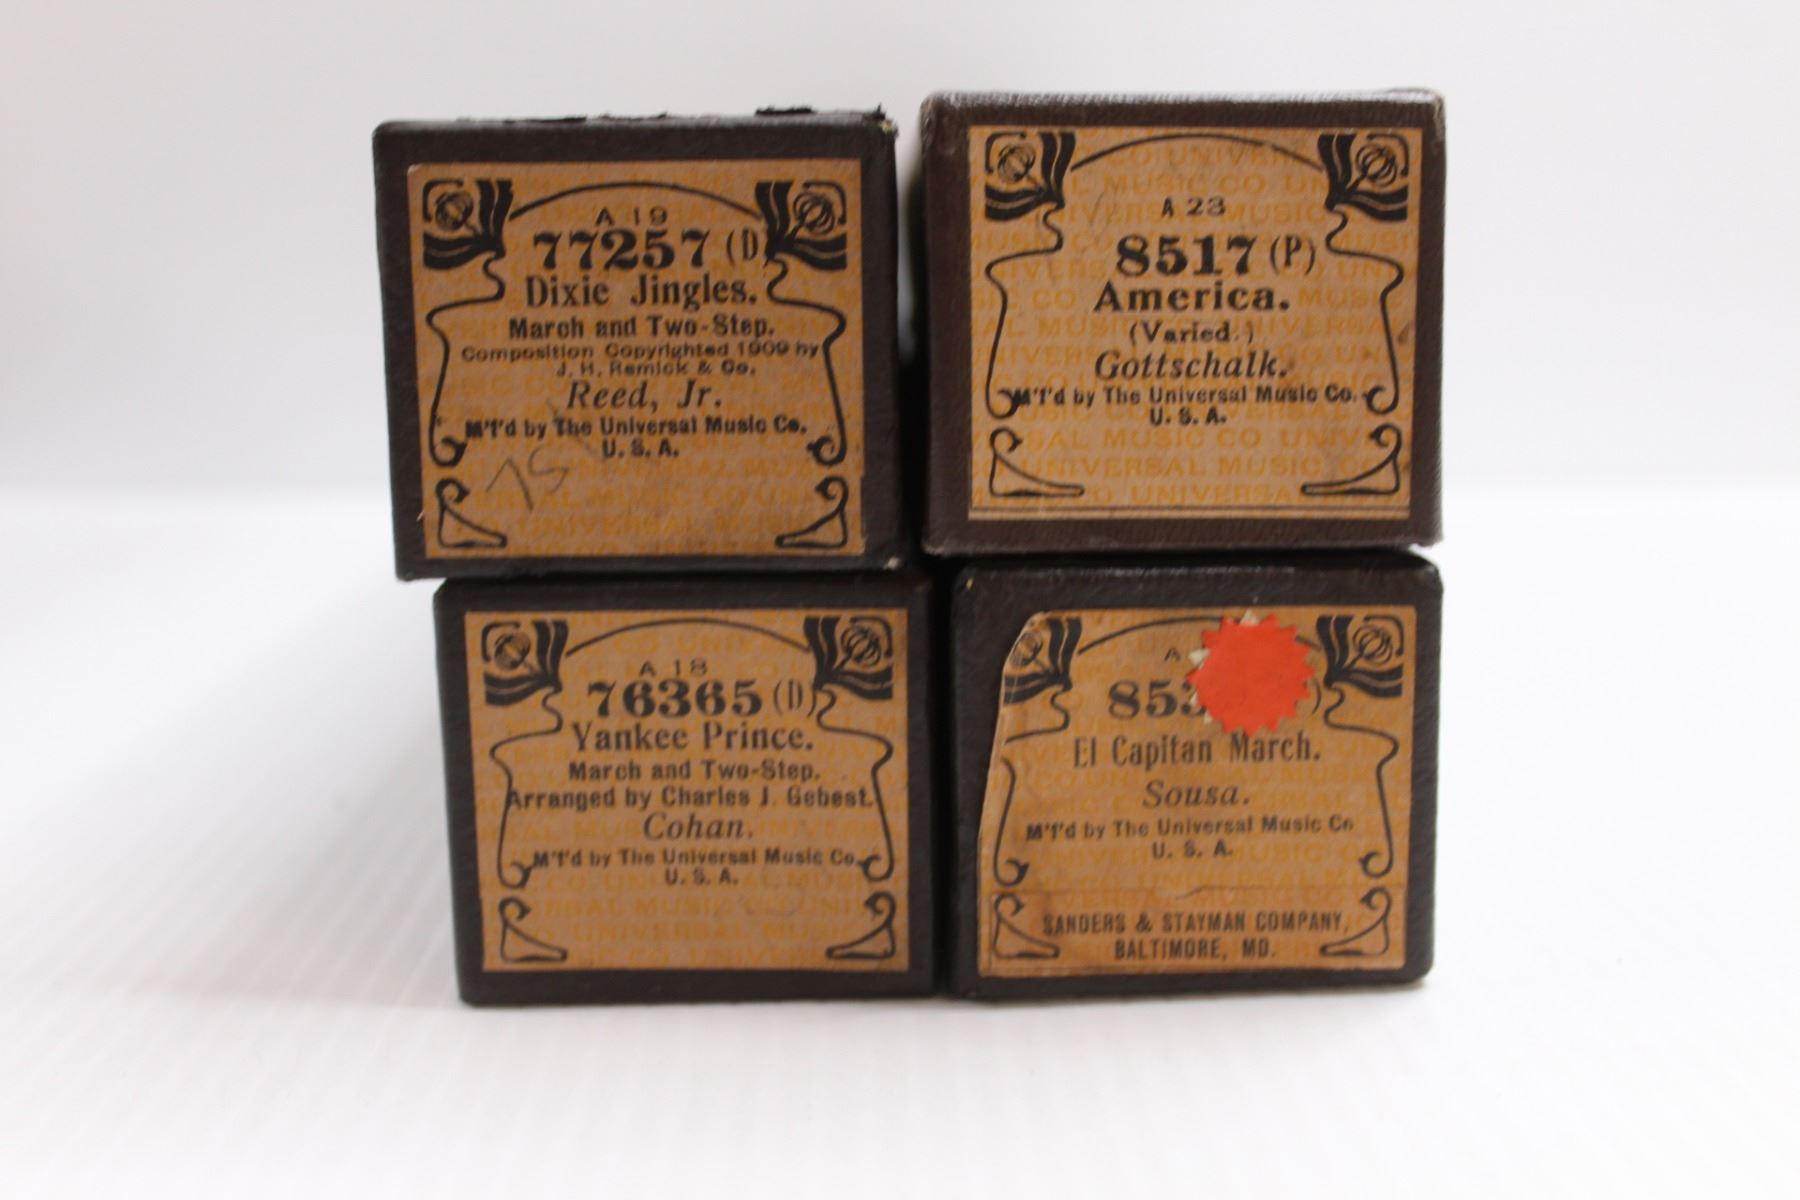 A 19
77257 (D)
Dixie Jingles.
March and Two-Step.
Composition Copyrighted 1909 by
J. H. Remick & Co.
Reed, Jr.
M'f'd by The Universal Music Co.
U. S. A.
75
A 23
8517 (P)
America.
(Varied.)
Gottschalk.
M'f'd by The Universal Music Co.
U. S. A.
A 18
76365 (D)
Yankee Prince.
March and Two-Step.
Arranged by Charles J. Gebest.
Cohan.
M'f'd by The Universal Music Co.
U. S. A.
A
853
El Capitan March.
Sousa.
M'f'd by The Universal Music Co
U. S. A.
SANDERS & STAYMAN COMPANY,
BALTIMORE, MD.